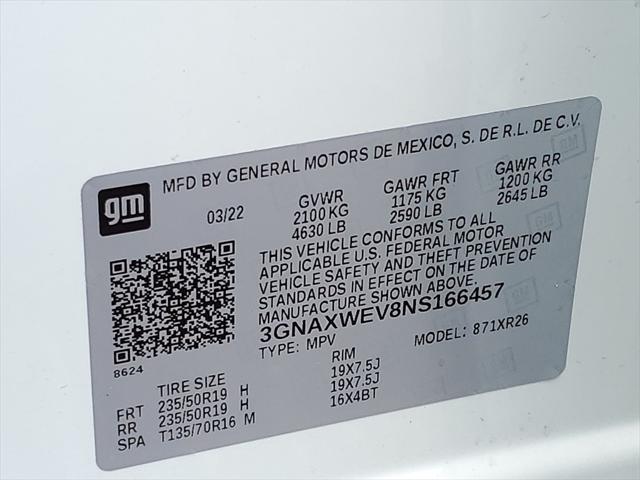 gm
MFD BY GENERAL MOTORS DE MEXICO, S. DE R.L. DE C.V.
03/22 GVWR GAWR FRT GAWR RR
2100 KG 1175 KG 1200 KG
4630 LB 2590 LB 2645 LB
THIS VEHICLE CONFORMS TO ALL
APPLICABLE U.S. FEDERAL MOTOR
VEHICLE SAFETY AND THEFT PREVENTION
STANDARDS IN EFFECT ON THE DATE OF
MANUFACTURE SHOWN ABOVE.
3GNAXWEV8NS166457
TYPE: MPV MODEL: 871XR26
8624
TIRE SIZE RIM
FRT 235/50R19 H 19X7.5J
RR 235/50R19 H 19X7.5J
SPA T135/70R16 M 16X4BT